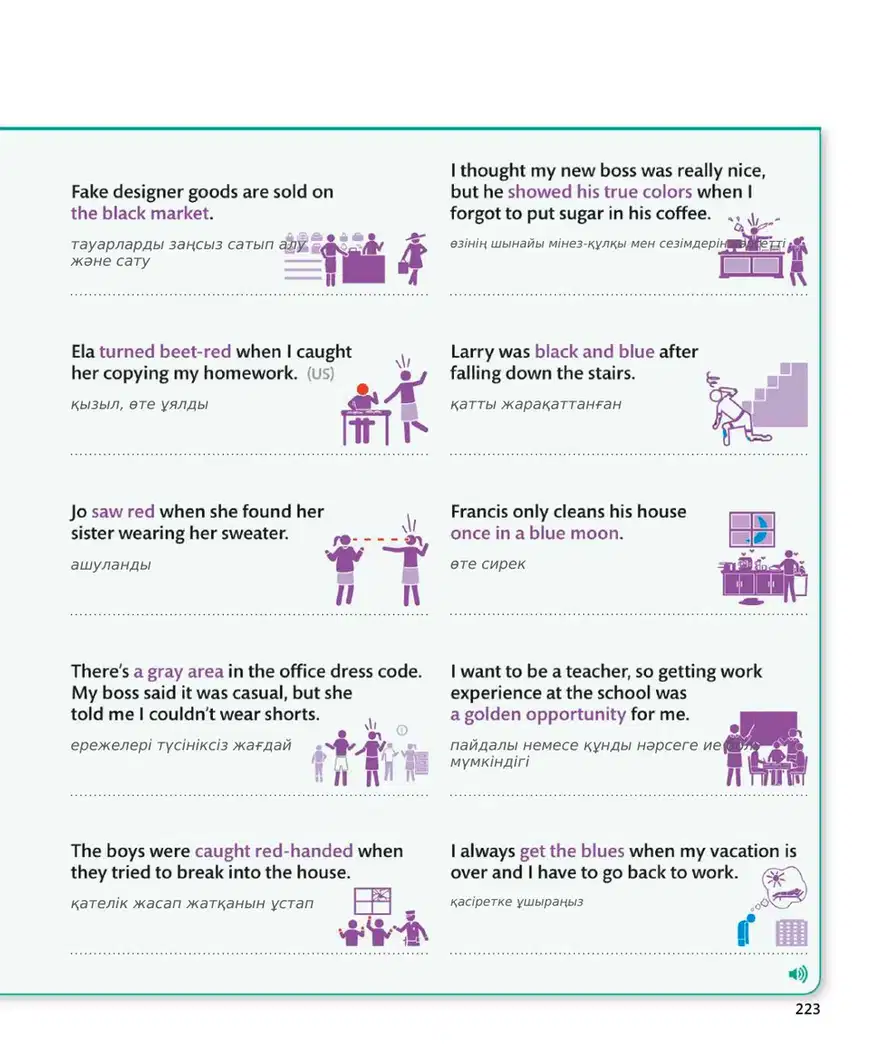 Fake designer goods are sold on
the black market.
тауарларды заңсыз сатып алу
және сату
I thought my new boss was really nice,
but he showed his true colors when I
forgot to put sugar in his coffee.
өзінің шынайы мінез-құлқы мен сезімдерін көрсетті
Ela turned beet-red when I caught
her copying my homework. (US)
қызыл, өте ұялды
Larry was black and blue after
falling down the stairs.
қатты жарақаттанған
Jo saw red when she found her
sister wearing her sweater.
ашуланды
Francis only cleans his house
once in a blue moon.
өте сирек
There's a gray area in the office dress code.
My boss said it was casual, but she
told me I couldn't wear shorts.
ережелері түсініксіз жағдай
I want to be a teacher, so getting work
experience at the school was
a golden opportunity for me.
пайдалы немесе құнды нәрсеге ие
мүмкіндігі
The boys were caught red-handed when
they tried to break into the house.
қателік жасап жатқанын ұстап
I always get the blues when my vacation is
over and I have to go back to work.
қасіретке ұшыраңыз
223